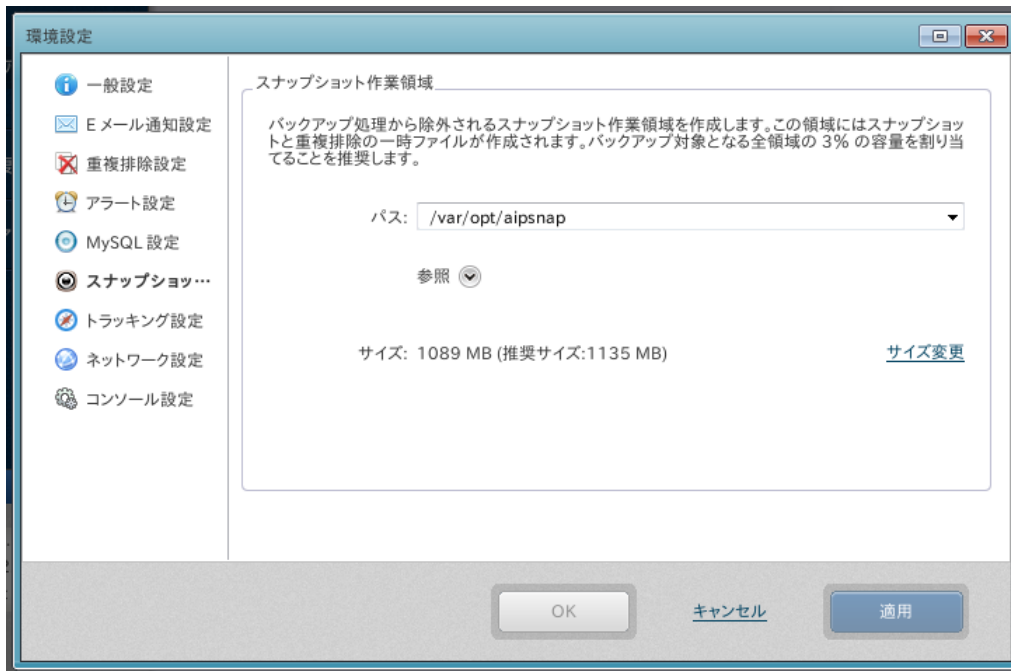 環境設定
一般設定
E メール通知設定
重複排除設定
アラート設定
MySQL 設定
スナップショッ…
トラッキング設定
ネットワーク設定
コンソール設定
スナップショット作業領域
バックアップ処理から除外されるスナップショット作業領域を作成します。この領域にはスナップショッ
トと重複排除の一時ファイルが作成されます。バックアップ対象となる全領域の 3% の容量を割り当
てることを推奨します。
パス: /var/opt/aipsnap
参照
サイズ: 1089 MB (推奨サイズ:1135 MB) サイズ変更
OK キャンセル 適用